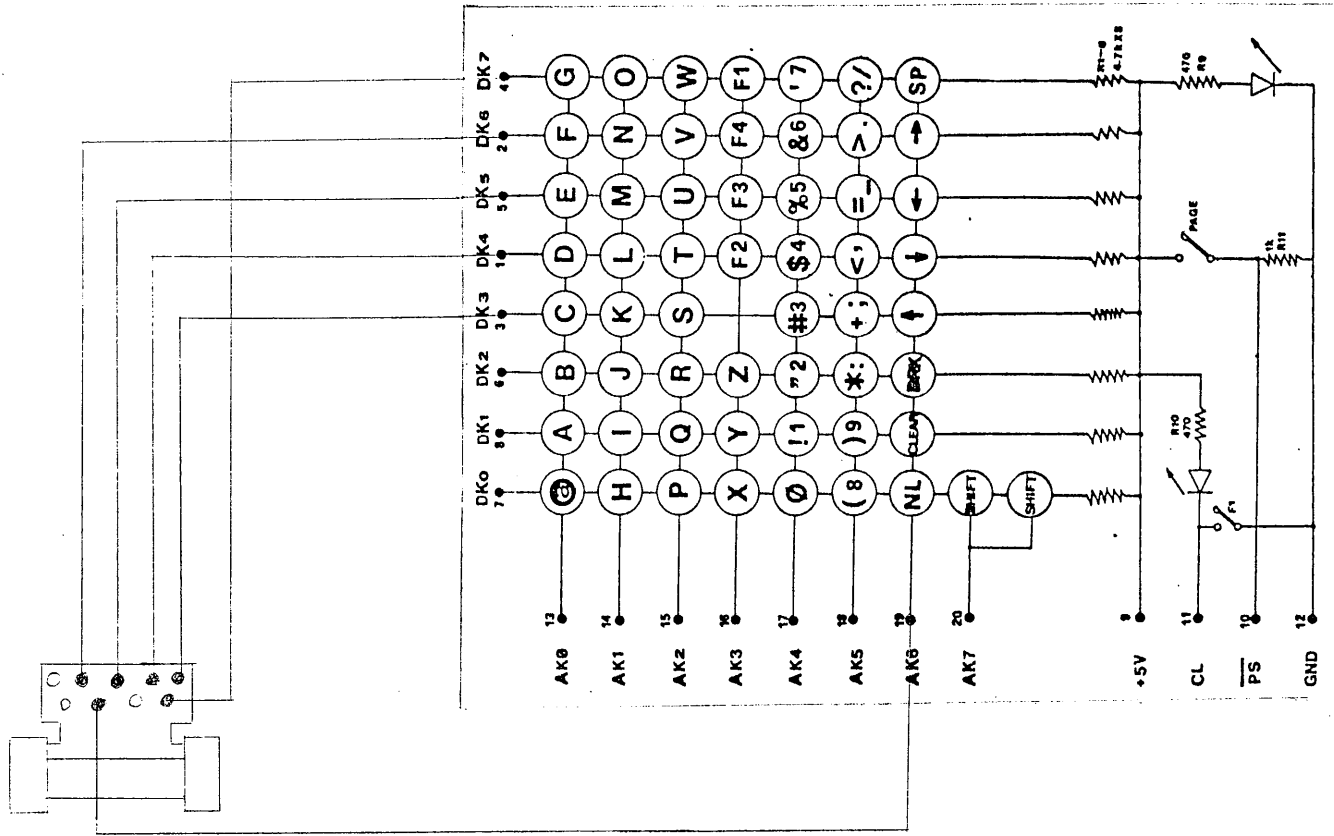 DK7 DK6 DK5 DK4 DK3 DK2 DK1 DK0
4 2 5 1 3 6 8 7
G F E D C B A @
O N M L K J I H
W V U T S R Q P
F1 F4 F3 F2 Z Y X
'7 &6 %5 $4 #3 "2 !1 Ø
?/ >. =_ <, +; *: )9 (8
SP → ← ↓ ↑ BRK CLEAR NL
SHIFT
SHIFT
R1-8
4.7kX8
470
R9
PAGE
1k
R11
R10
470
F1
13 14 15 16 17 18 19 20 9 11 10 12
AK0 AK1 AK2 AK3 AK4 AK5 AK6 AK7 +5V CL PS GND